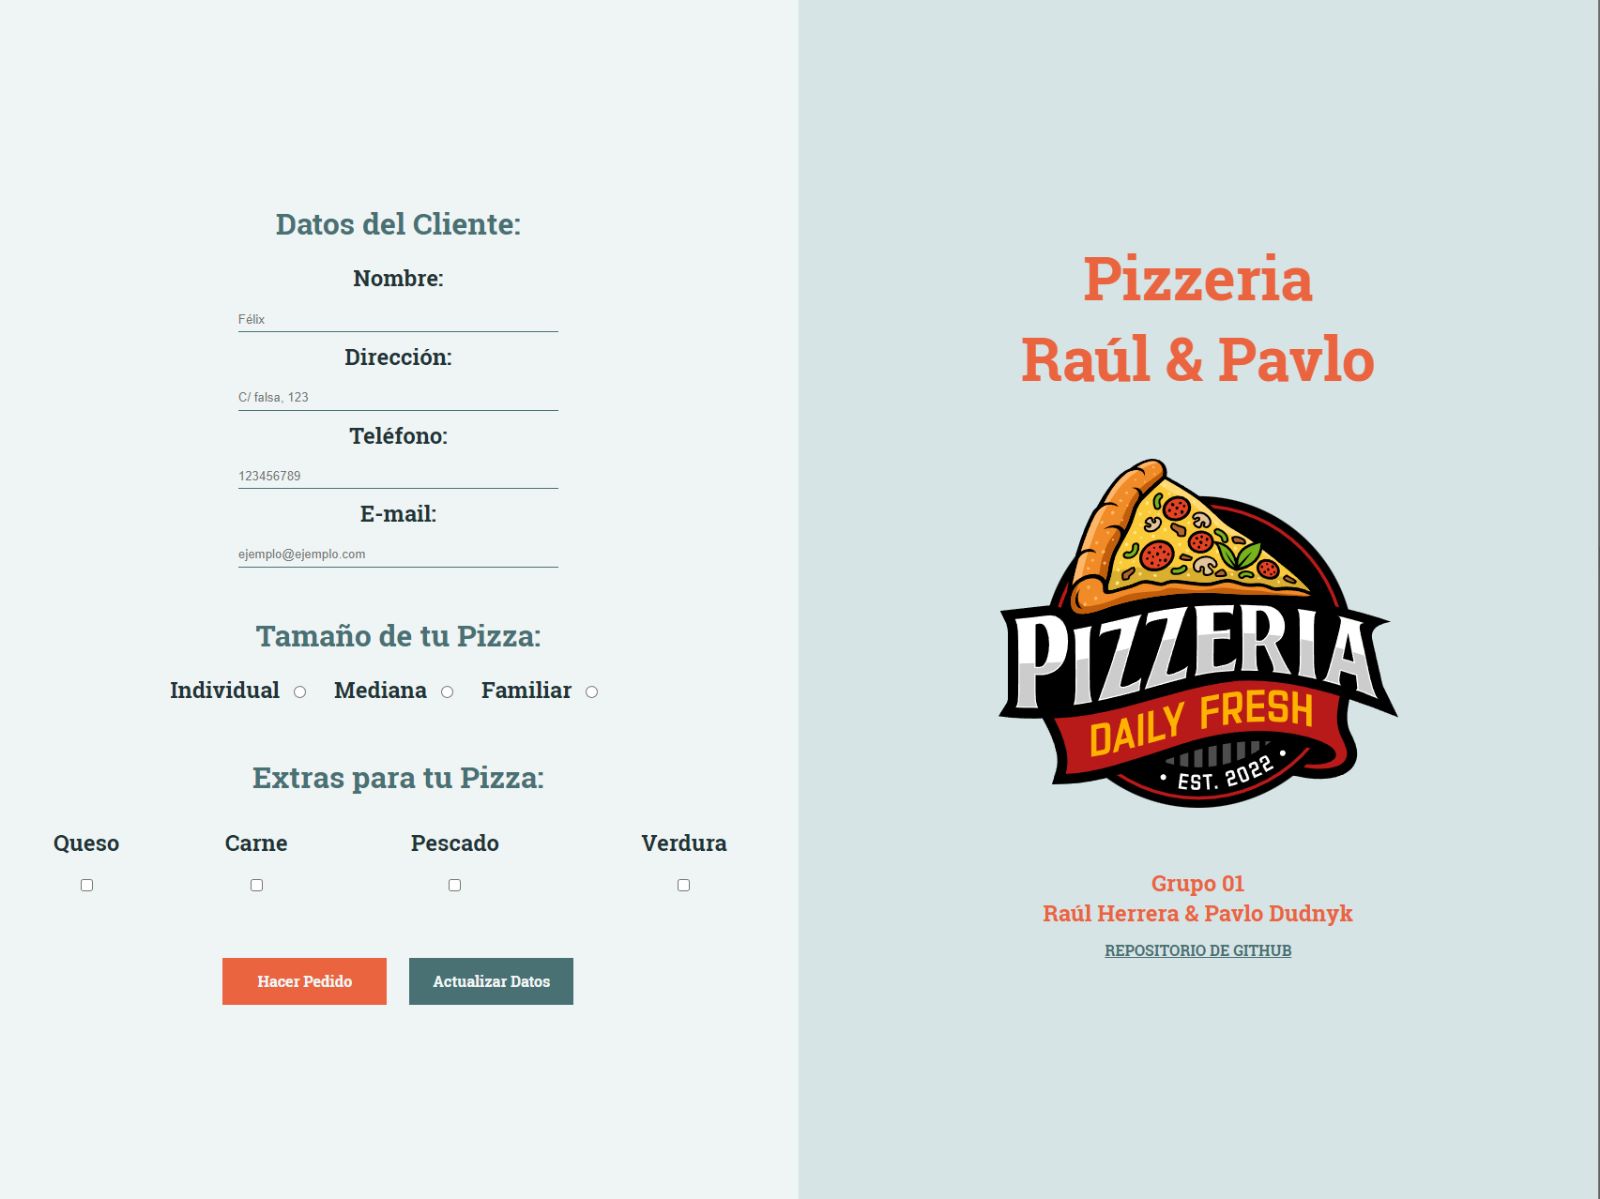 Datos del Cliente:
Nombre:
Félix
Dirección:
C/ falsa, 123
Teléfono:
123456789
E-mail:
ejemplo@ejemplo.com
Tamaño de tu Pizza:
Individual Mediana Familiar
Extras para tu Pizza:
Queso Carne Pescado Verdura
Hacer Pedido Actualizar Datos
Pizzeria
Raúl & Pavlo
PIZZERIA
DAILY FRESH
• EST. 2022 •
Grupo 01
Raúl Herrera & Pavlo Dudnyk
REPOSITORIO DE GITHUB